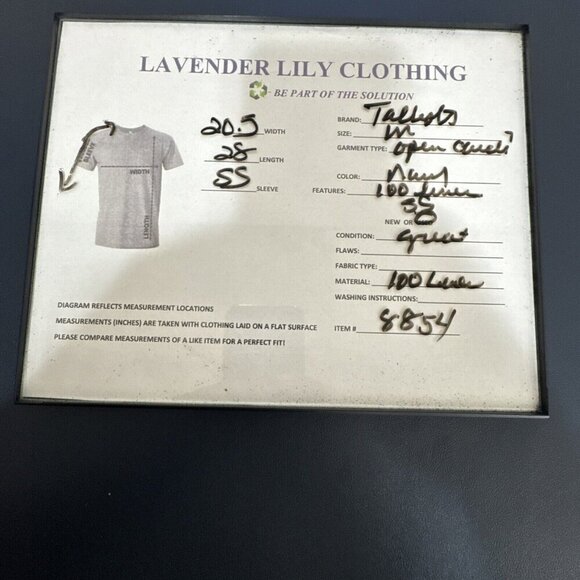 LAVENDER LILY CLOTHING
BE PART OF THE SOLUTION
20.5 WIDTH
28 LENGTH
SS SLEEVE
SLEEVE
WIDTH
LENGTH
BRAND: Talbots
SIZE: M
GARMENT TYPE: open cardi
COLOR: Navy
FEATURES: 100 Linen
SS
NEW OR
CONDITION: great
FLAWS:
FABRIC TYPE:
MATERIAL: 100 Linen
WASHING INSTRUCTIONS:
ITEM # 8854
DIAGRAM REFLECTS MEASUREMENT LOCATIONS
MEASUREMENTS (INCHES) ARE TAKEN WITH CLOTHING LAID ON A FLAT SURFACE
PLEASE COMPARE MEASUREMENTS OF A LIKE ITEM FOR A PERFECT FIT!